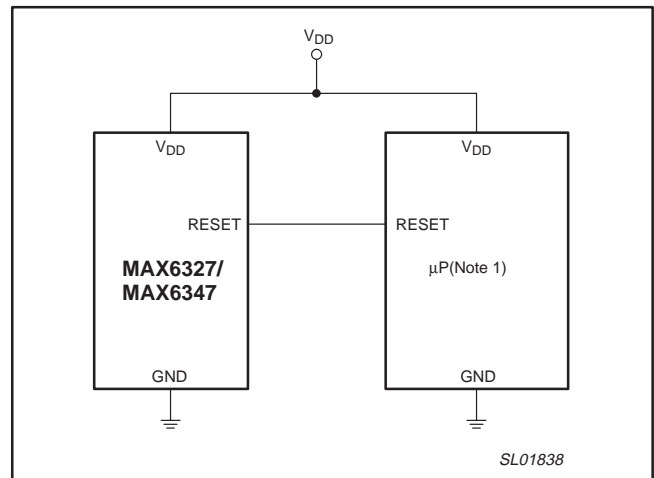 VDD
VDD VDD
RESET RESET
MAX6327/
MAX6347
μP(Note 1)
GND GND
SL01838